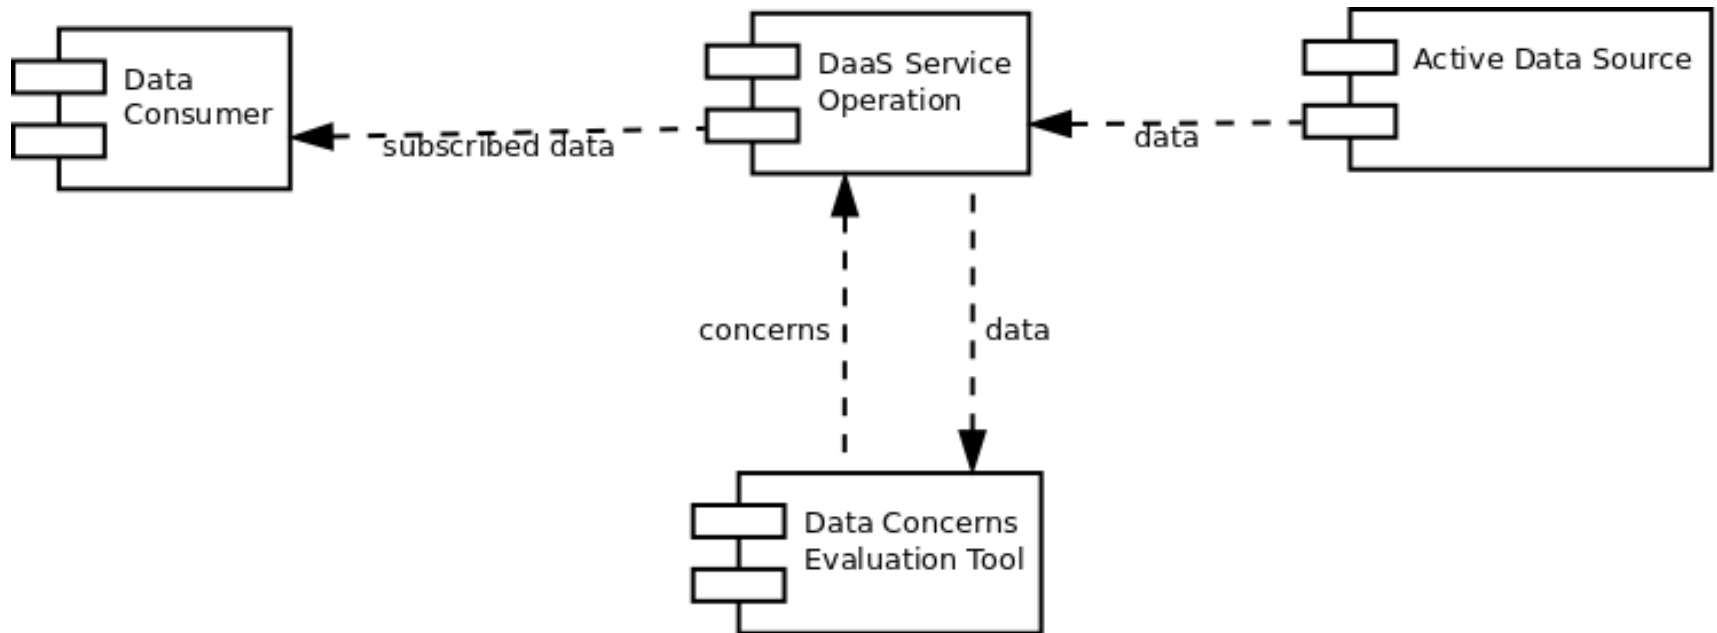 Data
Consumer
subscribed data
DaaS Service
Operation
data
Active Data Source
concerns
data
Data Concerns
Evaluation Tool